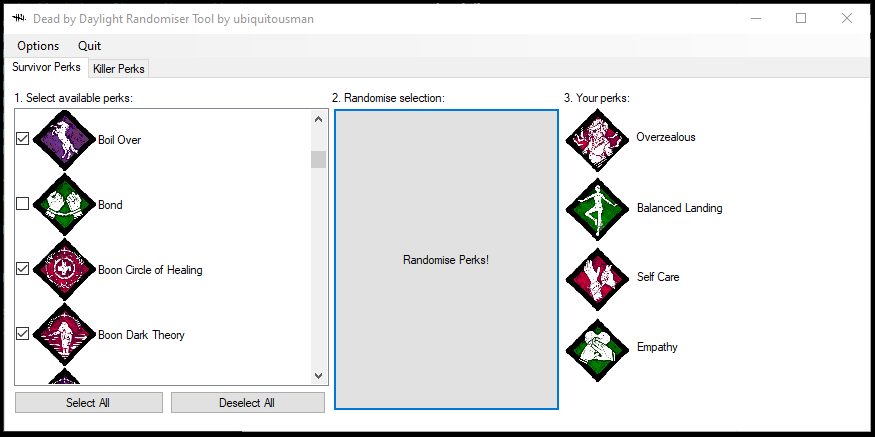 Dead by Daylight Randomiser Tool by ubiquitousman
Options Quit
Survivor Perks Killer Perks
1. Select available perks:
Boil Over
Bond
Boon Circle of Healing
Boon Dark Theory
Select All Deselect All
2. Randomise selection:
Randomise Perks!
3. Your perks:
Overzealous
Balanced Landing
Self Care
Empathy